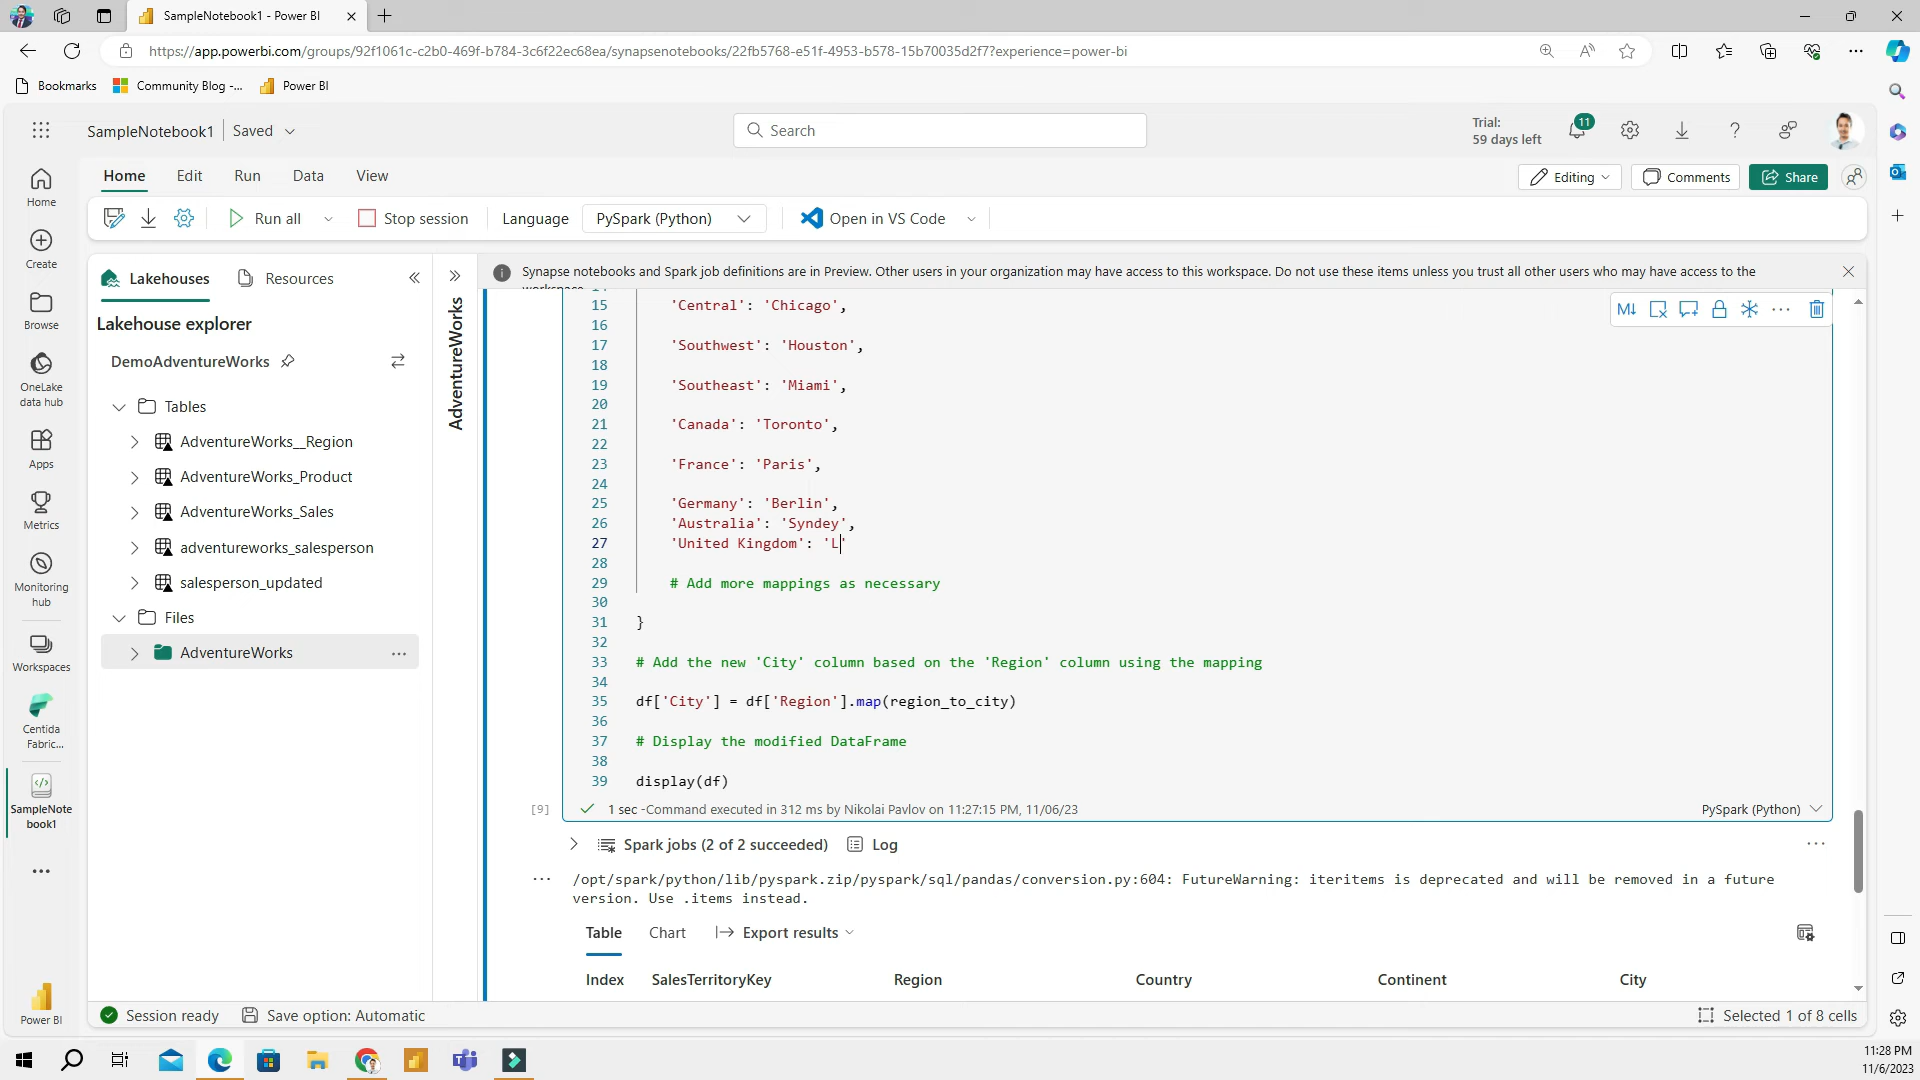 SampleNotebook1 - Power BI
https://app.powerbi.com/groups/92f1061c-c2b0-469f-b784-3c6f22ec68ea/synapsenotebooks/22fb5768-e51f-4953-b578-15b70035d2f7?experience=power-bi
Bookmarks Community Blog -... Power BI
SampleNotebook1 Saved
Search
Trial:
59 days left
11
Home Edit Run Data View
Editing Comments Share
Run all Stop session Language PySpark (Python) Open in VS Code
Home
Create
Browse
OneLake
data hub
Apps
Metrics
Monitoring
hub
Workspaces
Centida
Fabric...
SampleNote
book1
Power BI
Lakehouses Resources
Lakehouse explorer
DemoAdventureWorks
Tables
AdventureWorks__Region
AdventureWorks_Product
AdventureWorks_Sales
adventureworks_salesperson
salesperson_updated
Files
AdventureWorks
AdventureWorks
Synapse notebooks and Spark job definitions are in Preview. Other users in your organization may have access to this workspace. Do not use these items unless you trust all other users who may have access to the
workspace.
14
15 'Central': 'Chicago',
16
17 'Southwest': 'Houston',
18
19 'Southeast': 'Miami',
20
21 'Canada': 'Toronto',
22
23 'France': 'Paris',
24
25 'Germany': 'Berlin',
26 'Australia': 'Syndey',
27 'United Kingdom': 'L'
28
29 # Add more mappings as necessary
30
31 }
32
33 # Add the new 'City' column based on the 'Region' column using the mapping
34
35 df['City'] = df['Region'].map(region_to_city)
36
37 # Display the modified DataFrame
38
39 display(df)
M↓
[9] 1 sec -Command executed in 312 ms by Nikolai Pavlov on 11:27:15 PM, 11/06/23 PySpark (Python)
Spark jobs (2 of 2 succeeded) Log
/opt/spark/python/lib/pyspark.zip/pyspark/sql/pandas/conversion.py:604: FutureWarning: iteritems is deprecated and will be removed in a future
version. Use .items instead.
Table Chart Export results
Index SalesTerritoryKey Region Country Continent City
Session ready Save option: Automatic Selected 1 of 8 cells
11:28 PM
11/6/2023